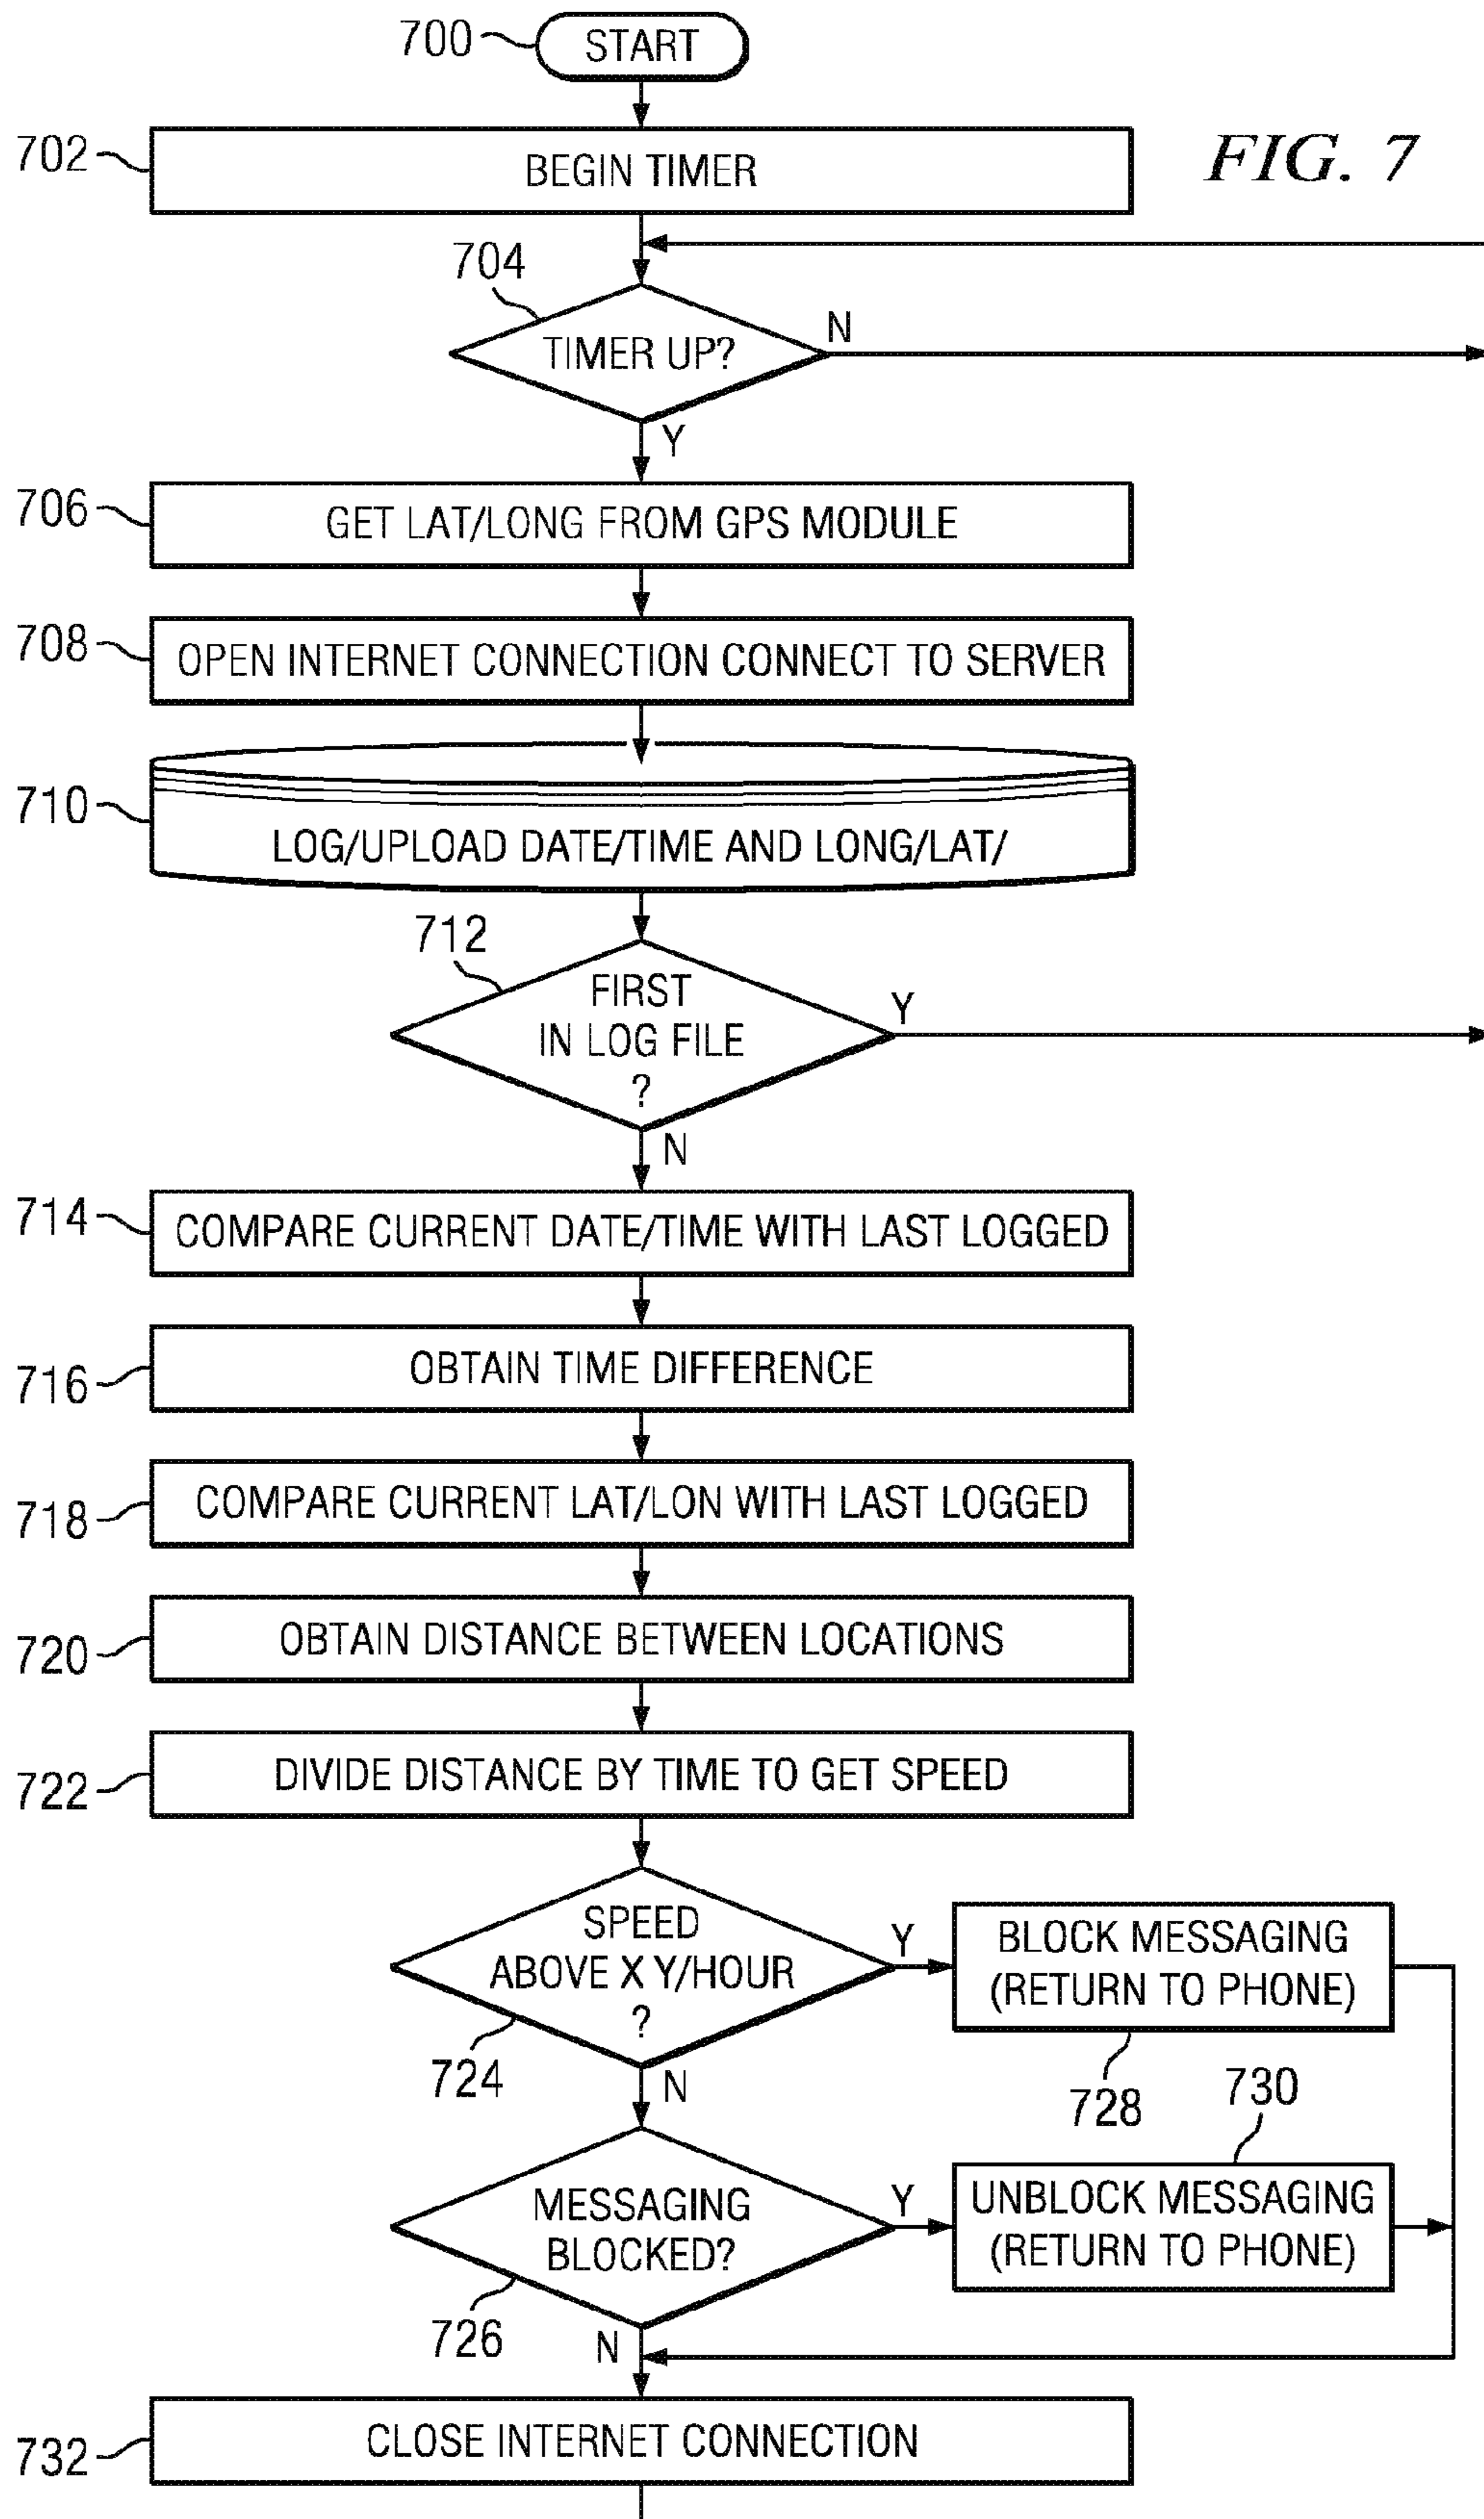 700
START
FIG. 7
702
BEGIN TIMER
704
TIMER UP?
N
Y
706
GET LAT/LONG FROM GPS MODULE
708
OPEN INTERNET CONNECTION CONNECT TO SERVER
710
LOG/UPLOAD DATE/TIME AND LONG/LAT/
712
FIRST
IN LOG FILE
?
Y
N
714
COMPARE CURRENT DATE/TIME WITH LAST LOGGED
716
OBTAIN TIME DIFFERENCE
718
COMPARE CURRENT LAT/LON WITH LAST LOGGED
720
OBTAIN DISTANCE BETWEEN LOCATIONS
722
DIVIDE DISTANCE BY TIME TO GET SPEED
SPEED
ABOVE X Y/HOUR
?
Y
BLOCK MESSAGING
(RETURN TO PHONE)
724
N
728
730
MESSAGING
BLOCKED?
Y
UNBLOCK MESSAGING
(RETURN TO PHONE)
726
N
732
CLOSE INTERNET CONNECTION